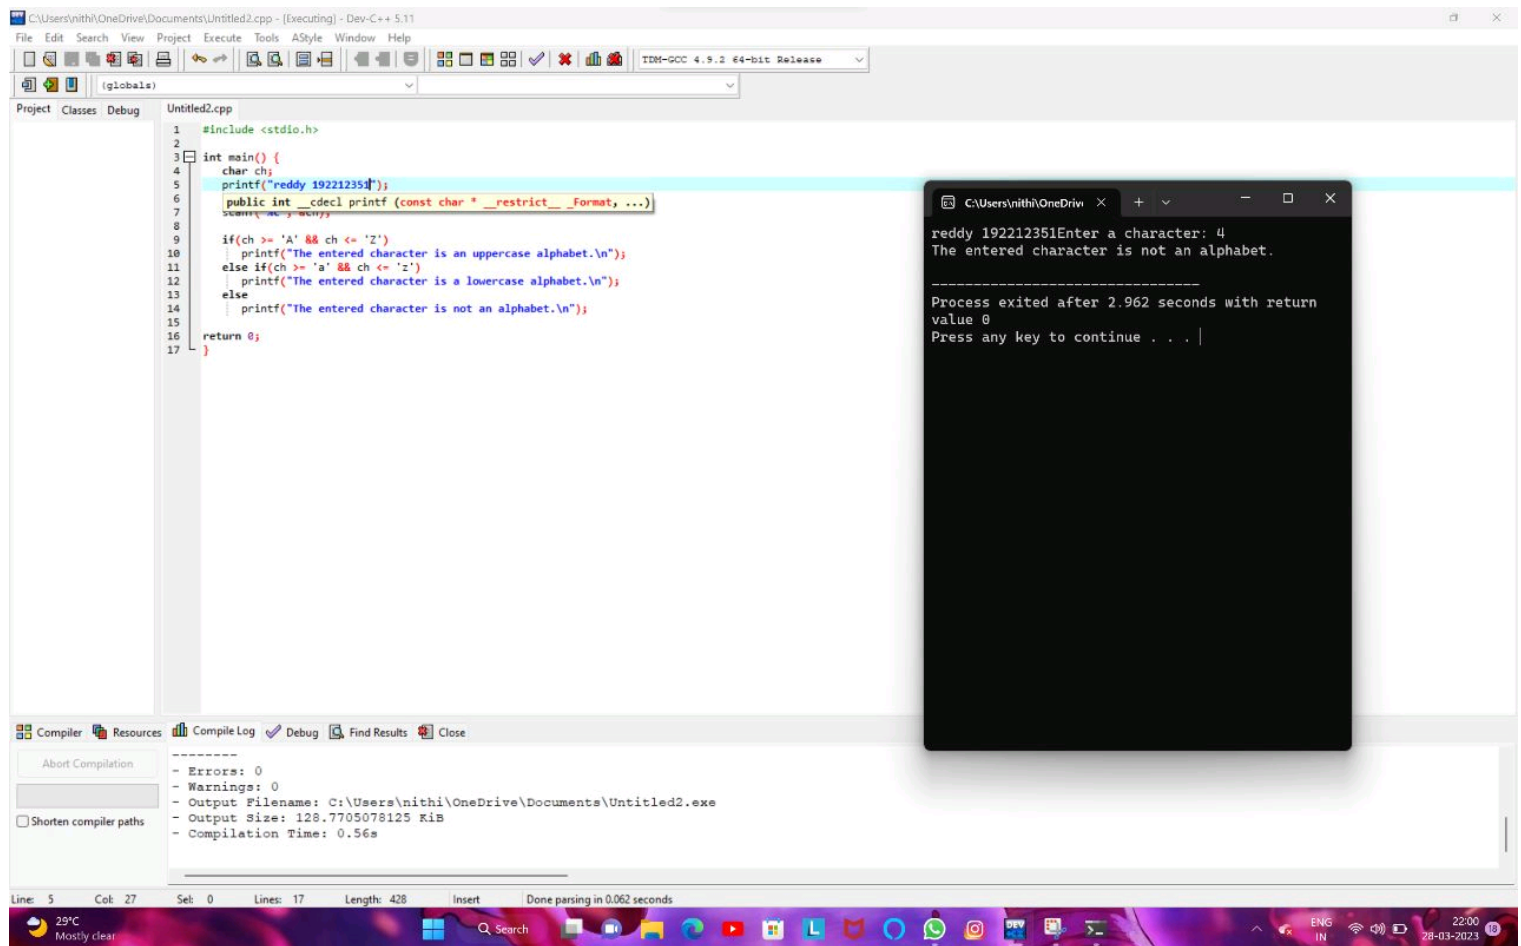 C:\Users\nithi\OneDrive\Documents\Untitled2.cpp - [Executing] - Dev-C++ 5.11
File Edit Search View Project Execute Tools AStyle Window Help
TDM-GCC 4.9.2 64-bit Release
(globals)
Project Classes Debug Untitled2.cpp
1 #include <stdio.h>
2
3 int main() {
4 char ch;
5 printf("reddy 192212351");
6 public int __cdecl printf (const char * __restrict__ _Format, ...)
7 scanf("%c", &ch);
8
9 if(ch >= 'A' && ch <= 'Z')
10 printf("The entered character is an uppercase alphabet.\n");
11 else if(ch >= 'a' && ch <= 'z')
12 printf("The entered character is a lowercase alphabet.\n");
13 else
14 printf("The entered character is not an alphabet.\n");
15
16 return 0;
17 }
C:\Users\nithi\OneDriv
reddy 192212351Enter a character: 4
The entered character is not an alphabet.
--------------------------------
Process exited after 2.962 seconds with return
value 0
Press any key to continue . . .
Compiler Resources Compile Log Debug Find Results Close
Abort Compilation
Shorten compiler paths
--------
- Errors: 0
- Warnings: 0
- Output Filename: C:\Users\nithi\OneDrive\Documents\Untitled2.exe
- Output Size: 128.7705078125 KiB
- Compilation Time: 0.56s
Line: 5 Col: 27 Sel: 0 Lines: 17 Length: 428 Insert Done parsing in 0.062 seconds
29°C
Mostly clear
Search
ENG
IN
22:00
28-03-2023
18